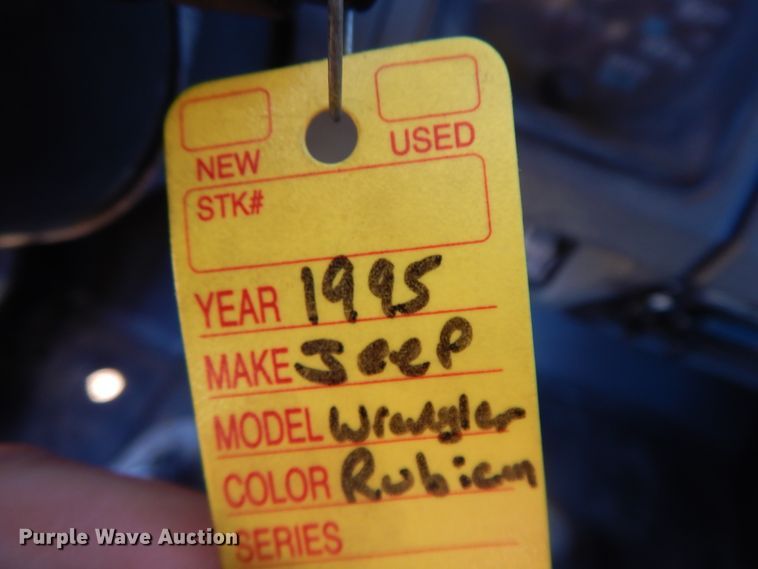 NEW USED
STK#
YEAR 1995
MAKE Jeep
MODEL Wrangler
COLOR Rubicon
SERIES
Purple Wave Auction